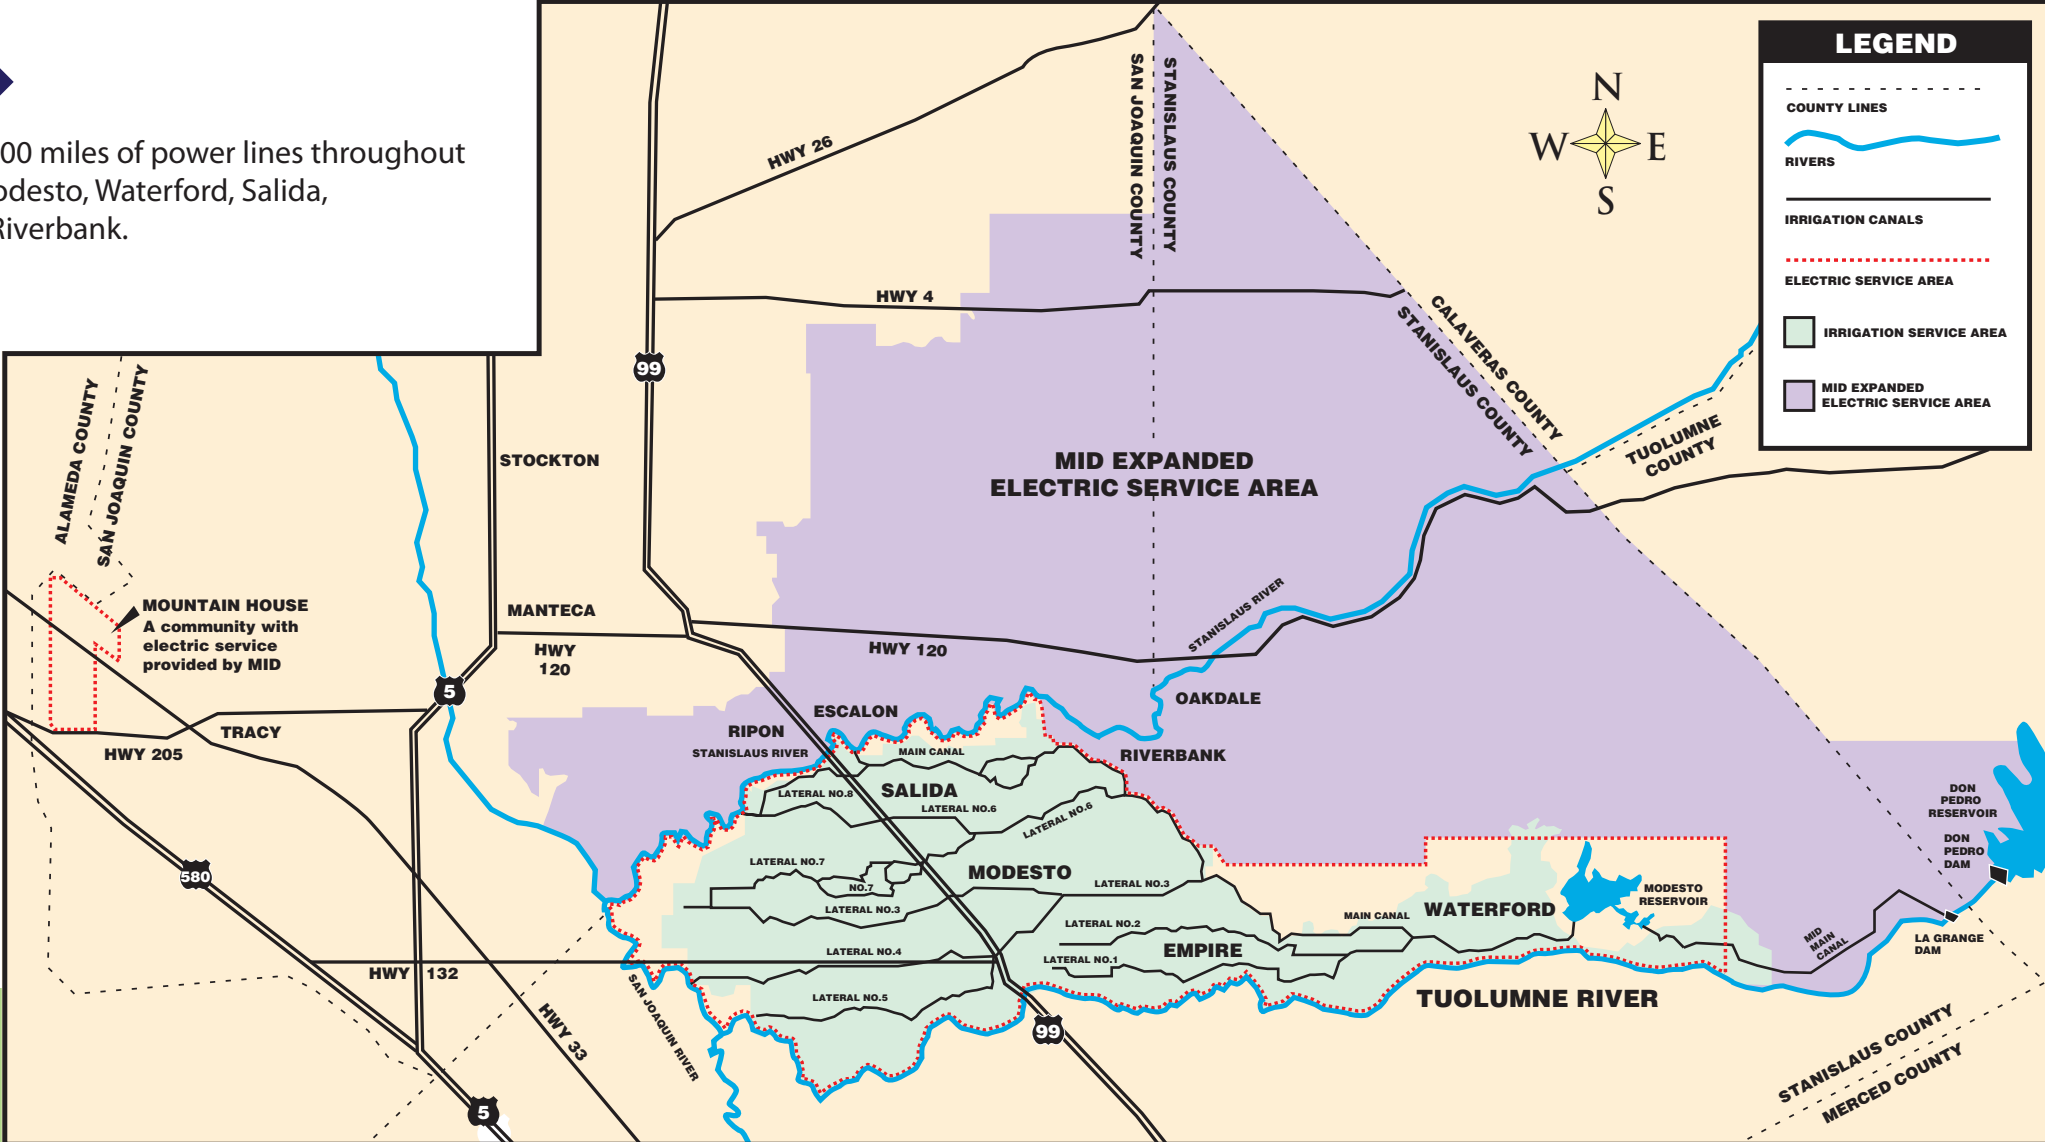 00 miles of power lines throughout
odesto, Waterford, Salida,
Riverbank.
LEGEND
COUNTY LINES
RIVERS
IRRIGATION CANALS
ELECTRIC SERVICE AREA
IRRIGATION SERVICE AREA
MID EXPANDED
ELECTRIC SERVICE AREA
N
W
E
S
HWY 26
SAN JOAQUIN COUNTY
STANISLAUS COUNTY
HWY 4
99
CALAVERAS COUNTY
STANISLAUS COUNTY
TUOLUMNE
COUNTY
ALAMEDA COUNTY
SAN JOAQUIN COUNTY
STOCKTON
MID EXPANDED
ELECTRIC SERVICE AREA
MOUNTAIN HOUSE
A community with
electric service
provided by MID
MANTECA
HWY
120
HWY 120
STANISLAUS RIVER
5
TRACY
HWY 205
OAKDALE
ESCALON
RIPON
STANISLAUS RIVER
RIVERBANK
MAIN CANAL
SALIDA
LATERAL NO.8
LATERAL NO.6
LATERAL NO.6
LATERAL NO.7
NO.7
MODESTO
LATERAL NO.3
LATERAL NO.3
LATERAL NO.2
LATERAL NO.4
LATERAL NO.1
EMPIRE
LATERAL NO.5
MAIN CANAL
WATERFORD
MODESTO
RESERVOIR
DON
PEDRO
RESERVOIR
DON
PEDRO
DAM
MID
MAIN
CANAL
LA GRANGE
DAM
580
HWY 132
HWY 33
SAN JOAQUIN RIVER
TUOLUMNE RIVER
99
5
STANISLAUS COUNTY
MERCED COUNTY